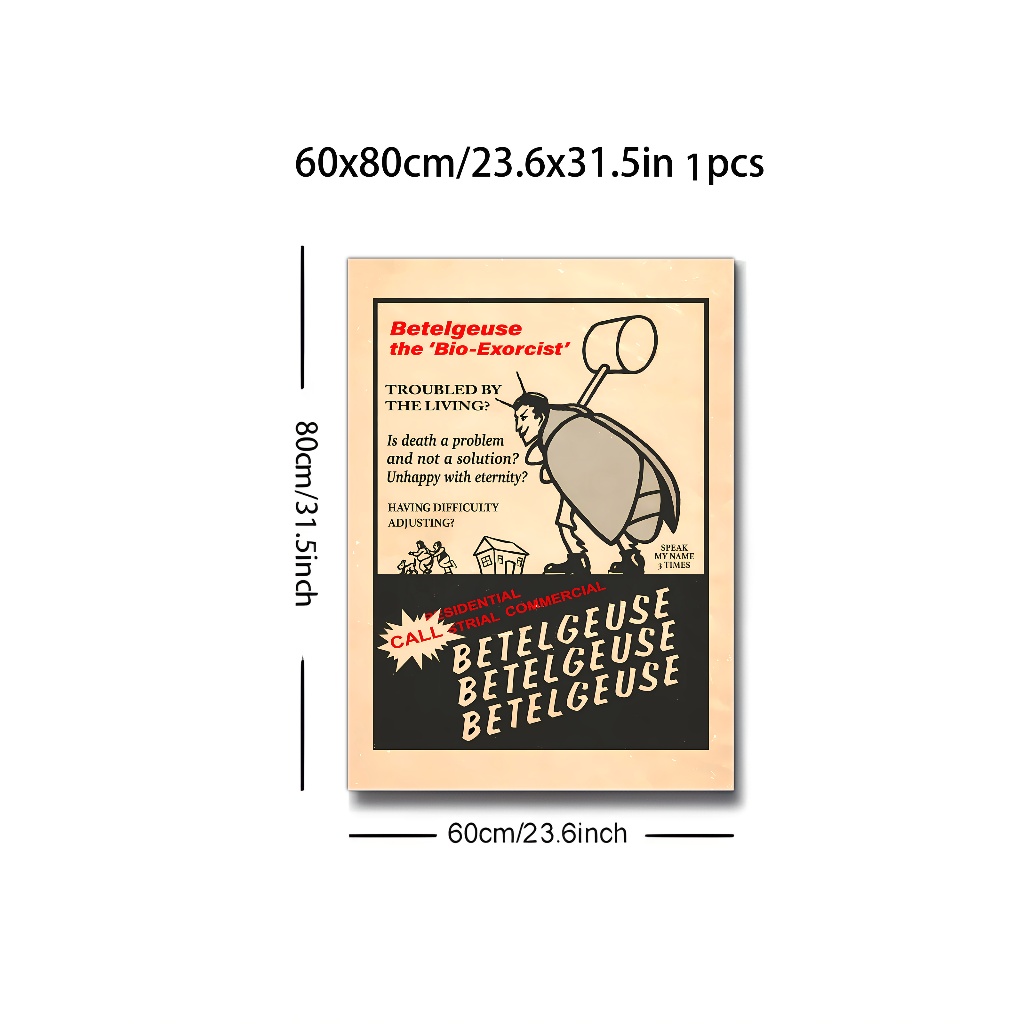 60x80cm/23.6x31.5in 1pcs
80cm/31.5inch
Betelgeuse
the ‘Bio-Exorcist’
TROUBLED BY
THE LIVING?
Is death a problem
and not a solution?
Unhappy with eternity?
HAVING DIFFICULTY
ADJUSTING?
SPEAK
MY NAME
3 TIMES
ESIDENTIAL
STRIAL COMMERCIAL
CALL
BETELGEUSE
BETELGEUSE
BETELGEUSE
60cm/23.6inch